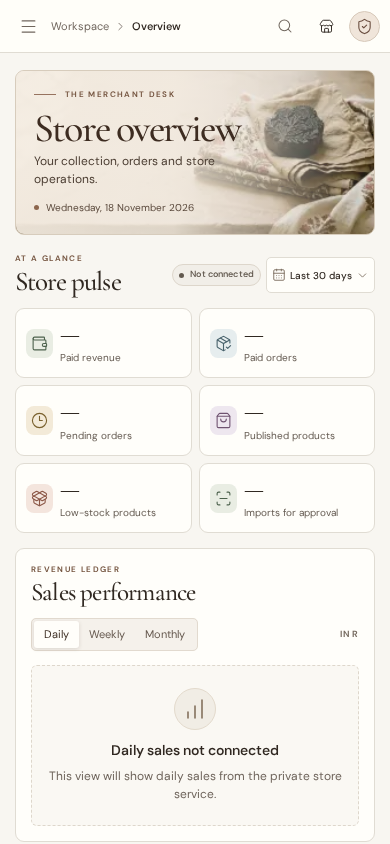 Workspace > Overview
THE MERCHANT DESK
Store overview
Your collection, orders and store
operations.
Wednesday, 18 November 2026
AT A GLANCE
Store pulse
Not connected
Last 30 days
—
Paid revenue
—
Paid orders
—
Pending orders
—
Published products
—
Low-stock products
—
Imports for approval
REVENUE LEDGER
Sales performance
Daily Weekly Monthly
INR
Daily sales not connected
This view will show daily sales from the private store
service.